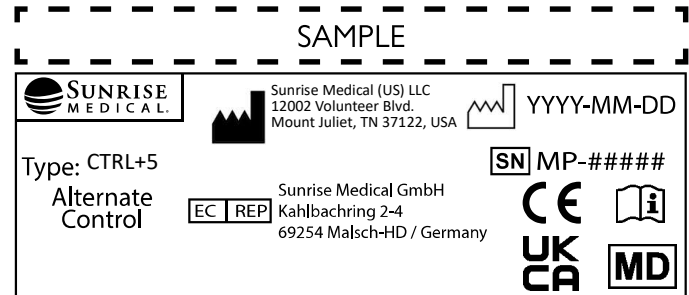 SAMPLE
SUNRISE
MEDICAL.
Sunrise Medical (US) LLC
12002 Volunteer Blvd.
Mount Juliet, TN 37122, USA
YYYY-MM-DD
Type: CTRL+5
Alternate
Control
SN MP-#####
EC REP
Sunrise Medical GmbH
Kahlbachring 2-4
69254 Malsch-HD / Germany
CE
i
UK
CA
MD